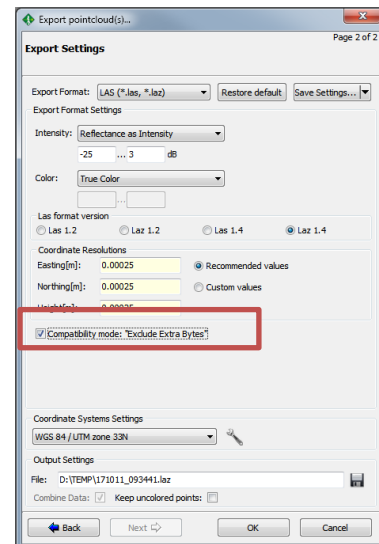 Export pointcloud(s)...
Page 2 of 2
Export Settings
Export Format: LAS (*.las, *.laz) Restore default Save Settings...
Export Format Settings
Intensity: Reflectance as Intensity
-25 ... 3 dB
Color: True Color
...
Las format version
Las 1.2 Laz 1.2 Las 1.4 Laz 1.4
Coordinate Resolutions
Easting[m]: 0.00025 Recommended values
Northing[m]: 0.00025 Custom values
Height[m]: 0.00025
Compatibility mode: "Exclude Extra Bytes"
Coordinate Systems Settings
WGS 84 / UTM zone 33N
Output Settings
File: D:\TEMP\171011_093441.laz
Combine Data: Keep uncolored points:
Back Next OK Cancel